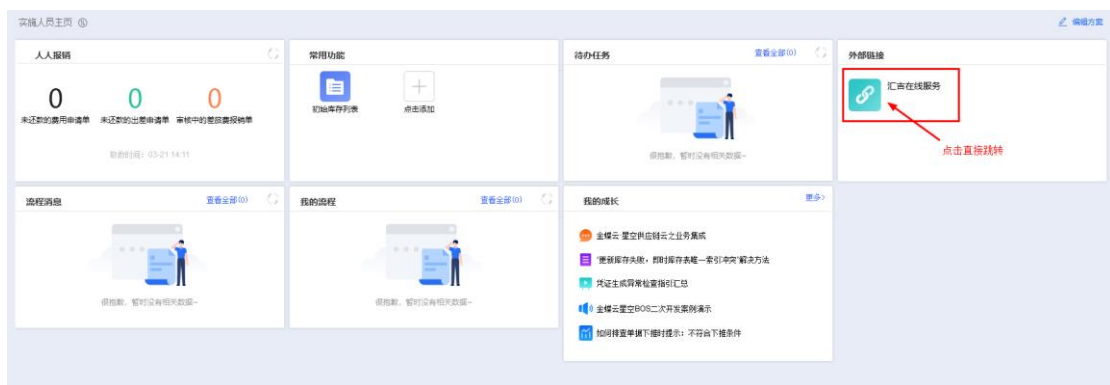 实施人员主页
编辑方案
人人报销
0
0
0
未还款的费用申请单
未还款的出差申请单
审核中的差旅费报销单
取数时间：03-21 14:11
常用功能
初始库存列表
点击添加
待办任务
查看全部(0)
很抱歉，暂时没有相关数据~
外部链接
汇吉在线服务
点击直接跳转
流程消息
查看全部(0)
很抱歉，暂时没有相关数据~
我的流程
查看全部(0)
很抱歉，暂时没有相关数据~
我的成长
更多>
金蝶云·星空供应链云之业务集成
"更新库存失败，即时库存表唯一索引冲突"解决方法
凭证生成异常检查指引汇总
金蝶云星空BOS二次开发案例演示
如何排查单据下推时提示：不符合下推条件